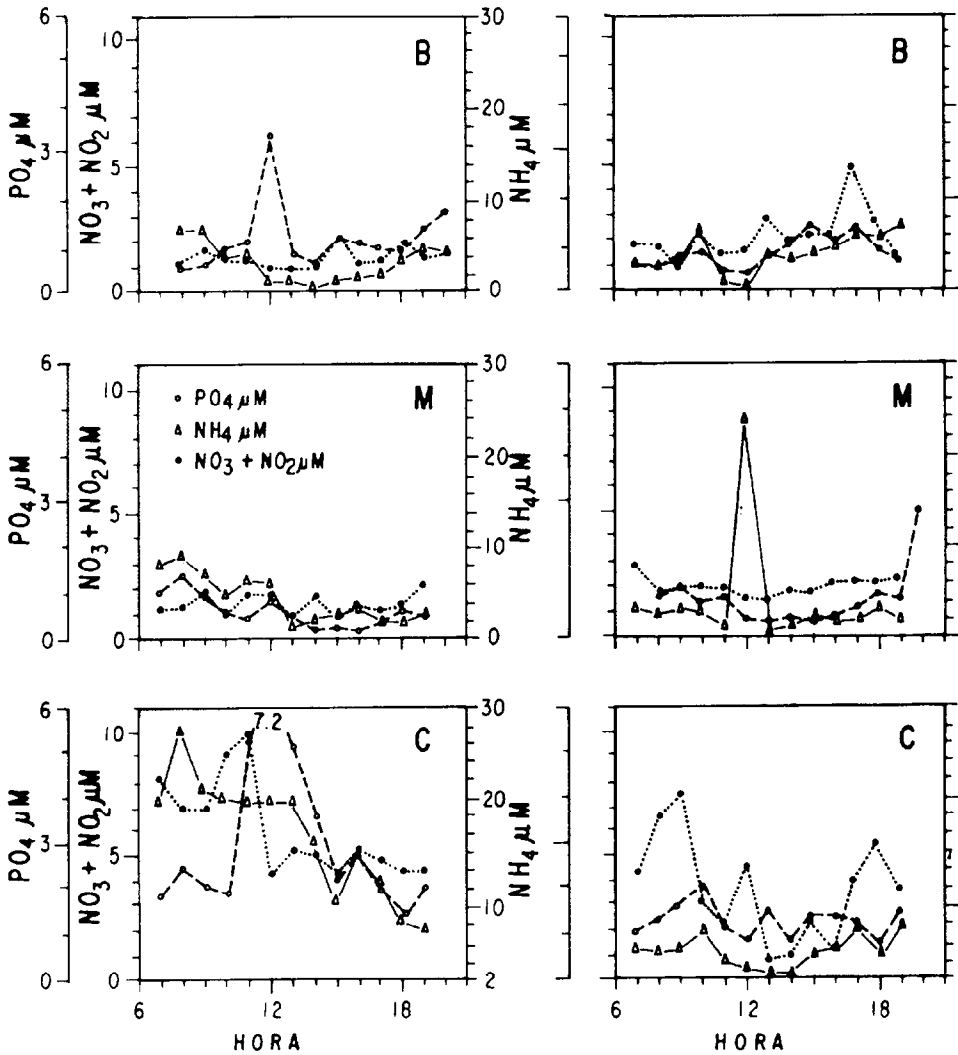 6 10 30 B B
PO4 µM NO3 + NO2 µM NH4 µM
3 5 20 10
0 0 0
6 12 18
6 10 30 M M
PO4 µM
NH4 µM
NO3 + NO2 µM
PO4 µM NO3 + NO2 µM NH4 µM
3 5 20 10
0 0 0
6 10 30 7.2 C C
PO4 µM NO3 + NO2 µM NH4 µM
3 5 20 10
0 0 2
6 12 18 6 12 18
HORA HORA